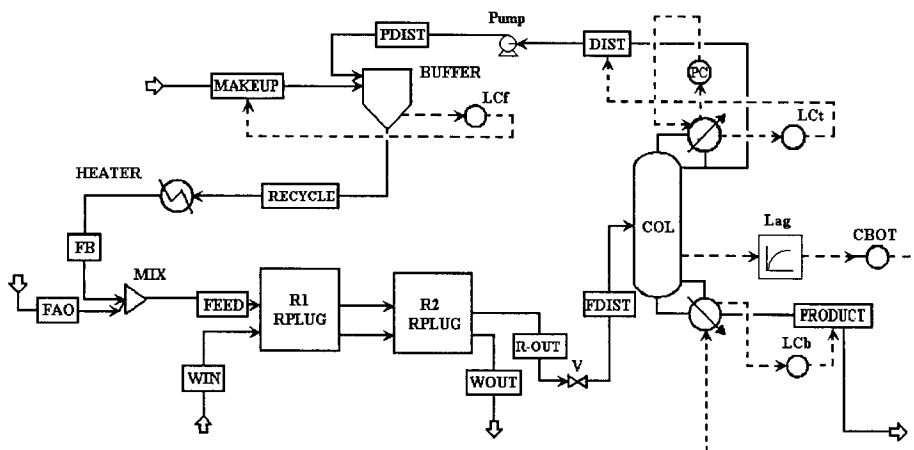 Pump
PDIST
DIST
PC
BUFFER
MAKEUP
LCf
LCt
HEATER
RECYCLE
COL
Lag
CBOT
FB
MIX
R1
RPLUG
R2
RPLUG
FEED
FDIST
FAO
PRODUCT
R-OUT
WIN
WOUT
V
LCb